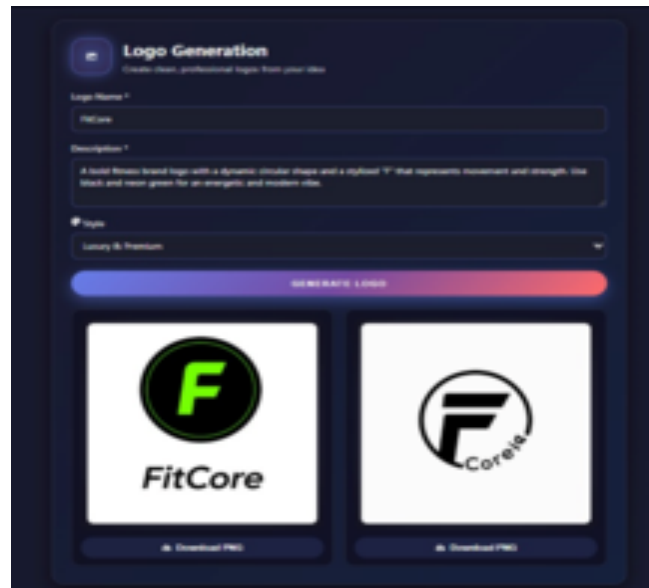 Logo Generation
Create clean, professional logos from your idea
Logo Name *
FitCore
Description *
A bold fitness brand logo with a dynamic circular shape and a stylized "F" that represents movement and strength. Use
black and neon green for an energetic and modern vibe.
Style
Luxury & Premium
GENERATE LOGO
F
FitCore
F
Download PNG
Download PNG